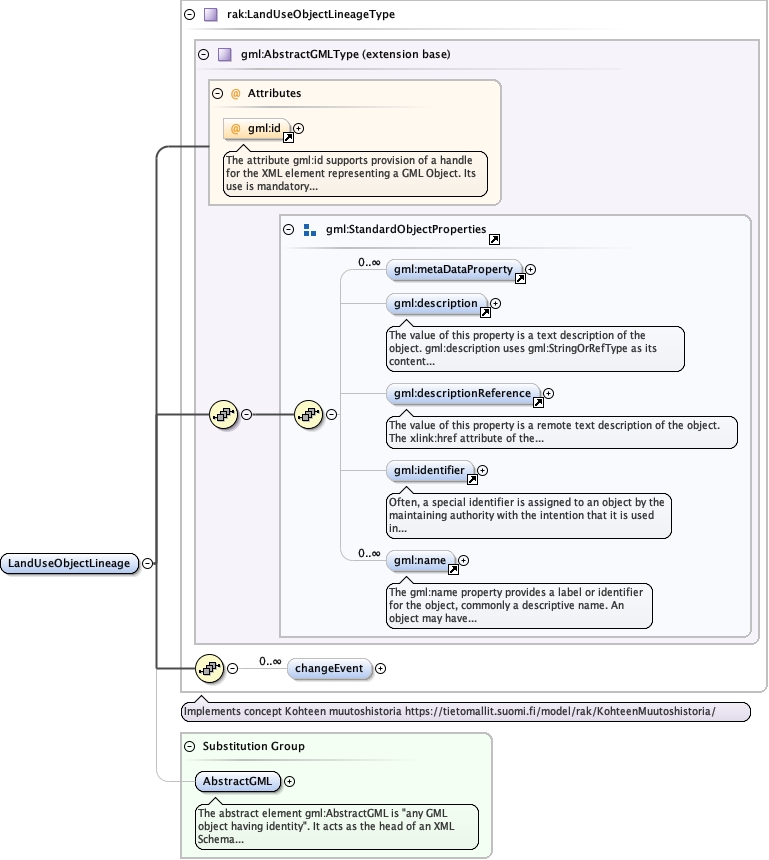 rak:LandUseObjectLineageType
gml:AbstractGMLType (extension base)
@ Attributes
@ gml:id
The attribute gml:id supports provision of a handle
for the XML element representing a GML Object. Its
use is mandatory...
gml:StandardObjectProperties
0..∞
gml:metaDataProperty
gml:description
The value of this property is a text description of the
object. gml:description uses gml:StringOrRefType as its
content...
gml:descriptionReference
The value of this property is a remote text description of the object.
The xlink:href attribute of the...
gml:identifier
Often, a special identifier is assigned to an object by the
maintaining authority with the intention that it is used
in...
0..∞
gml:name
The gml:name property provides a label or identifier
for the object, commonly a descriptive name. An
object may have...
LandUseObjectLineage
0..∞
changeEvent
Implements concept Kohteen muutoshistoria https://tietomallit.suomi.fi/model/rak/KohteenMuutoshistoria/
Substitution Group
AbstractGML
The abstract element gml:AbstractGML is "any GML
object having identity". It acts as the head of an XML
Schema...